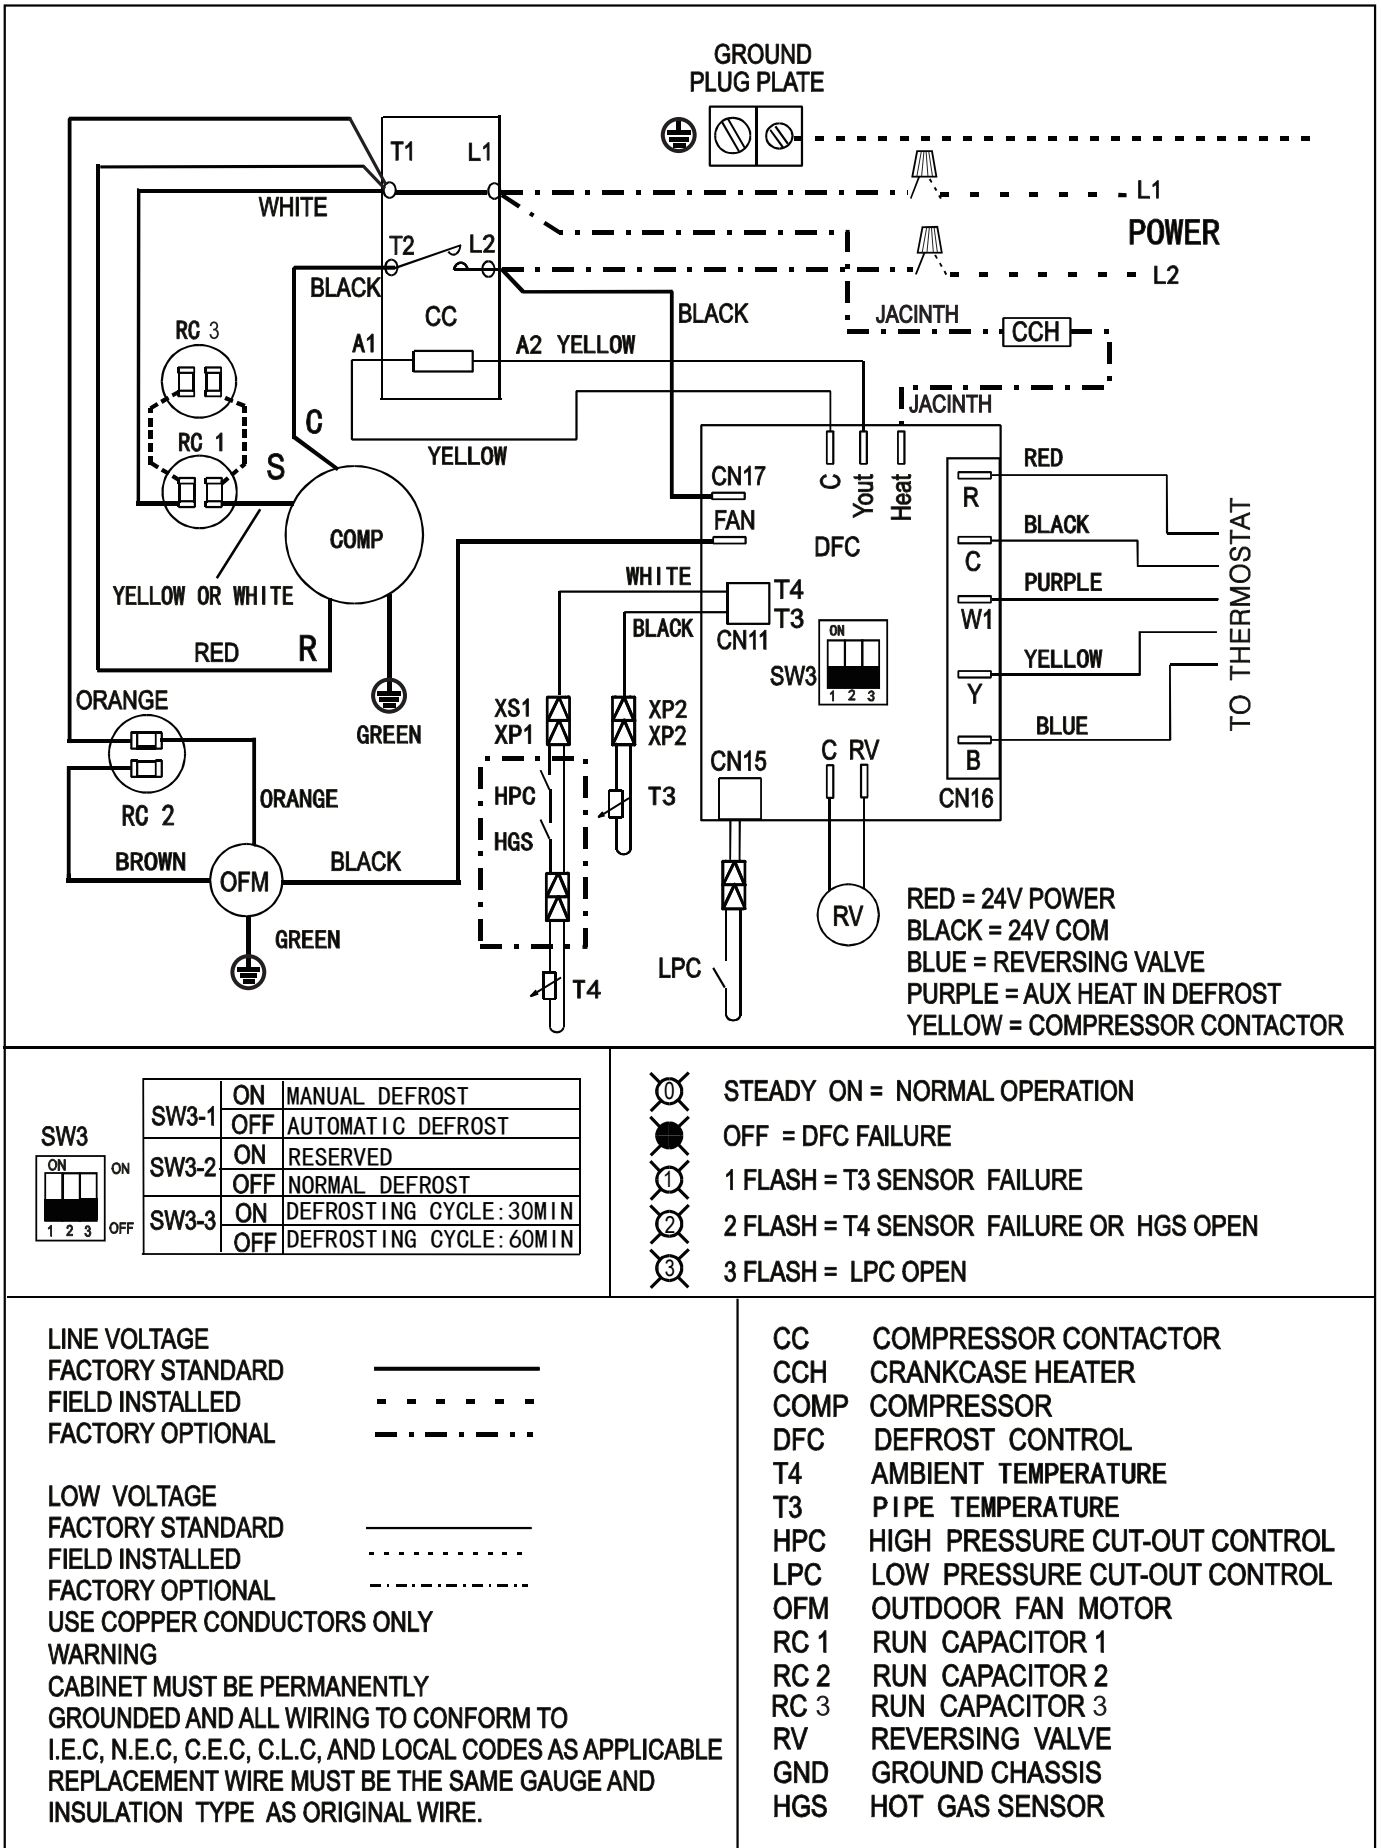 GROUND
PLUG PLATE
T1 L1
L1
WHITE
POWER
T2 L2
L2
BLACK
BLACK
JACINTH
CCH
CC
RC 3
A1
A2 YELLOW
JACINTH
C
RC 1
YELLOW
S
RED
CN17
C
Yout
Heat
R
FAN
BLACK
COMP
DFC
C
WHITE
T4
PURPLE
YELLOW OR WHITE
T3
W1
BLACK
CN11
ON
RED
R
SW3
YELLOW
1 2 3
Y
TO THERMOSTAT
ORANGE
XS1
XP2
BLUE
GREEN
XP1
XP2
C RV
B
CN15
HPC
T3
CN16
ORANGE
RC 2
HGS
BROWN
BLACK
OFM
RV
RED = 24V POWER
BLACK = 24V COM
GREEN
BLUE = REVERSING VALVE
LPC
T4
PURPLE = AUX HEAT IN DEFROST
YELLOW = COMPRESSOR CONTACTOR
SW3
ON
ON
1 2 3
OFF
SW3-1 ON MANUAL DEFROST
OFF AUTOMATIC DEFROST
SW3-2 ON RESERVED
OFF NORMAL DEFROST
SW3-3 ON DEFROSTING CYCLE:30MIN
OFF DEFROSTING CYCLE:60MIN
0 STEADY ON = NORMAL OPERATION
OFF = DFC FAILURE
1 1 FLASH = T3 SENSOR FAILURE
2 2 FLASH = T4 SENSOR FAILURE OR HGS OPEN
3 3 FLASH = LPC OPEN
LINE VOLTAGE
FACTORY STANDARD
FIELD INSTALLED
FACTORY OPTIONAL
LOW VOLTAGE
FACTORY STANDARD
FIELD INSTALLED
FACTORY OPTIONAL
USE COPPER CONDUCTORS ONLY
WARNING
CABINET MUST BE PERMANENTLY
GROUNDED AND ALL WIRING TO CONFORM TO
I.E.C, N.E.C, C.E.C, C.L.C, AND LOCAL CODES AS APPLICABLE
REPLACEMENT WIRE MUST BE THE SAME GAUGE AND
INSULATION TYPE AS ORIGINAL WIRE.
CC COMPRESSOR CONTACTOR
CCH CRANKCASE HEATER
COMP COMPRESSOR
DFC DEFROST CONTROL
T4 AMBIENT TEMPERATURE
T3 PIPE TEMPERATURE
HPC HIGH PRESSURE CUT-OUT CONTROL
LPC LOW PRESSURE CUT-OUT CONTROL
OFM OUTDOOR FAN MOTOR
RC 1 RUN CAPACITOR 1
RC 2 RUN CAPACITOR 2
RC 3 RUN CAPACITOR 3
RV REVERSING VALVE
GND GROUND CHASSIS
HGS HOT GAS SENSOR